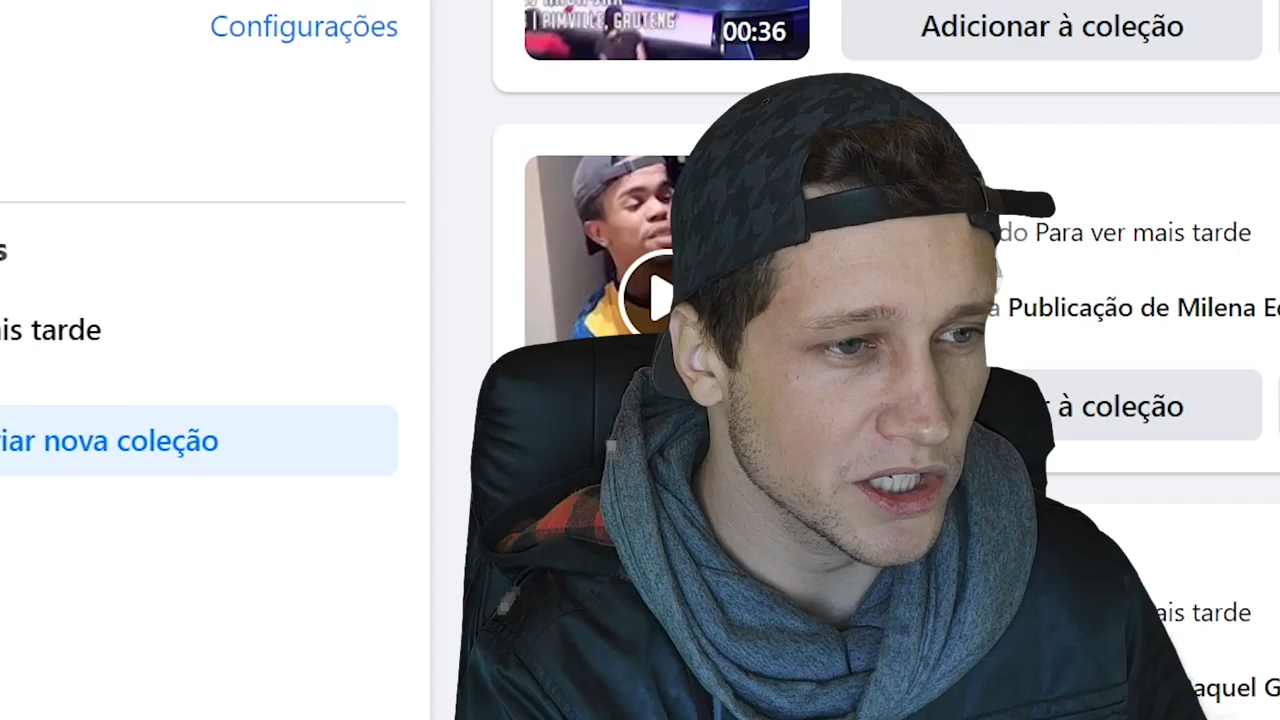 Configurações
s
is tarde
iar nova coleção
| PIMVILLE, GAUTENG
00:36
Adicionar à coleção
do Para ver mais tarde
a Publicação de Milena E
r à coleção
ais tarde
aquel G